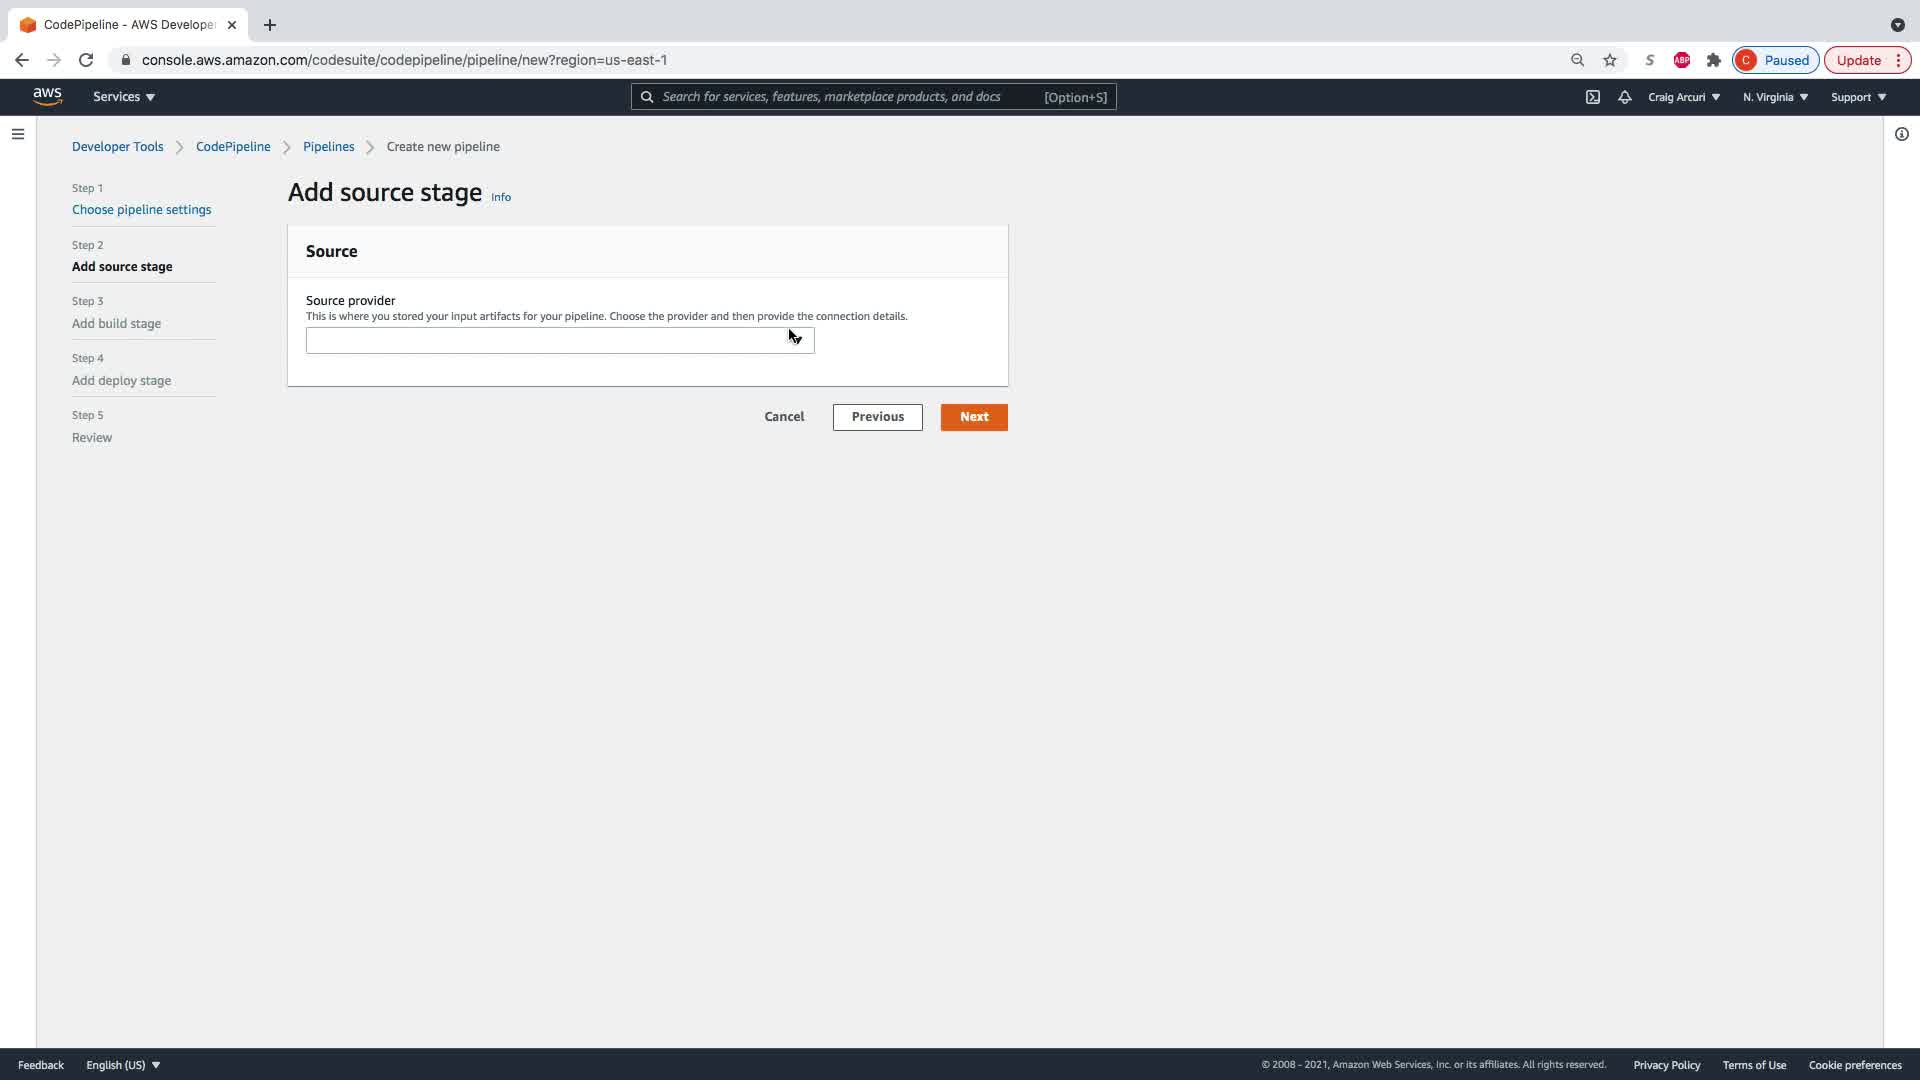 CodePipeline - AWS Develope
console.aws.amazon.com/codesuite/codepipeline/pipeline/new?region=us-east-1
S
ABP
C
Paused
Update
aws
Services
Search for services, features, marketplace products, and docs
[Option+S]
Craig Arcuri
N. Virginia
Support
Developer Tools
CodePipeline
Pipelines
Create new pipeline
Step 1
Choose pipeline settings
Step 2
Add source stage
Step 3
Add build stage
Step 4
Add deploy stage
Step 5
Review
Add source stage
Info
Source
Source provider
This is where you stored your input artifacts for your pipeline. Choose the provider and then provide the connection details.
Cancel
Previous
Next
Feedback
English (US)
© 2008 - 2021, Amazon Web Services, Inc. or its affiliates. All rights reserved.
Privacy Policy
Terms of Use
Cookie preferences